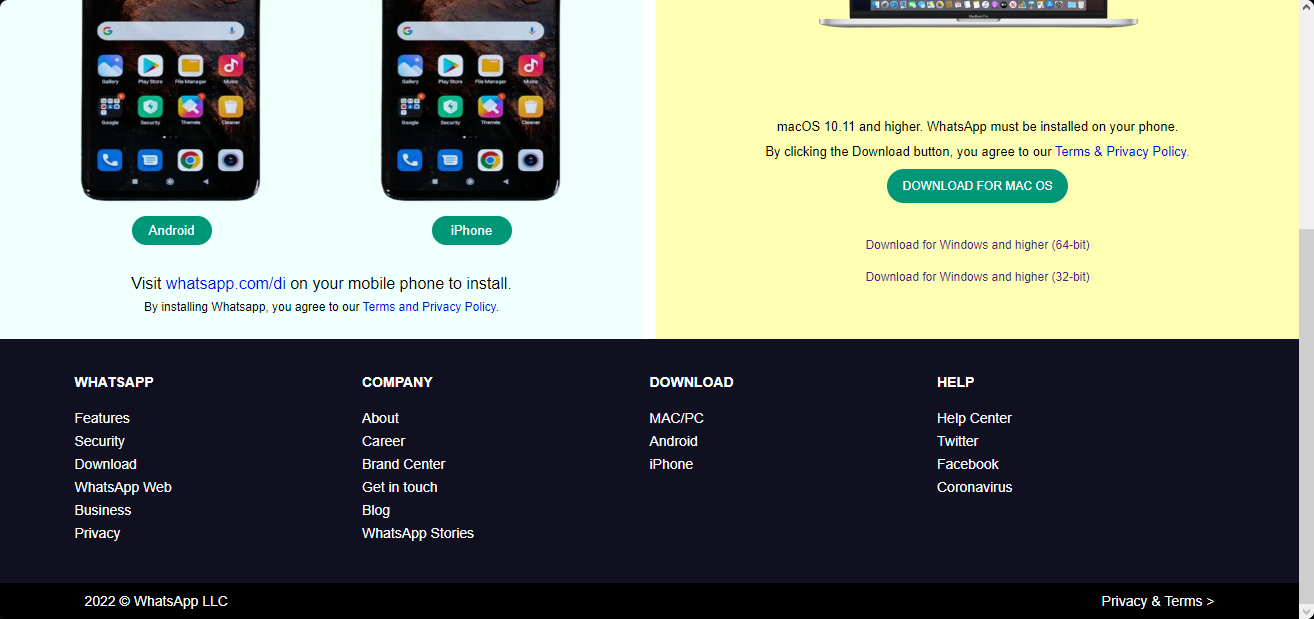 Gallery
Play Store
File Manager
Music
Google
Security
Themes
Cleaner
Gallery
Play Store
File Manager
Music
Google
Security
Themes
Cleaner
Android
iPhone
Visit whatsapp.com/di on your mobile phone to install.
By installing Whatsapp, you agree to our Terms and Privacy Policy.
MacBook Pro
macOS 10.11 and higher. WhatsApp must be installed on your phone.
By clicking the Download button, you agree to our Terms & Privacy Policy.
DOWNLOAD FOR MAC OS
Download for Windows and higher (64-bit)
Download for Windows and higher (32-bit)
WHATSAPP
Features
Security
Download
WhatsApp Web
Business
Privacy
COMPANY
About
Career
Brand Center
Get in touch
Blog
WhatsApp Stories
DOWNLOAD
MAC/PC
Android
iPhone
HELP
Help Center
Twitter
Facebook
Coronavirus
2022 © WhatsApp LLC
Privacy & Terms >